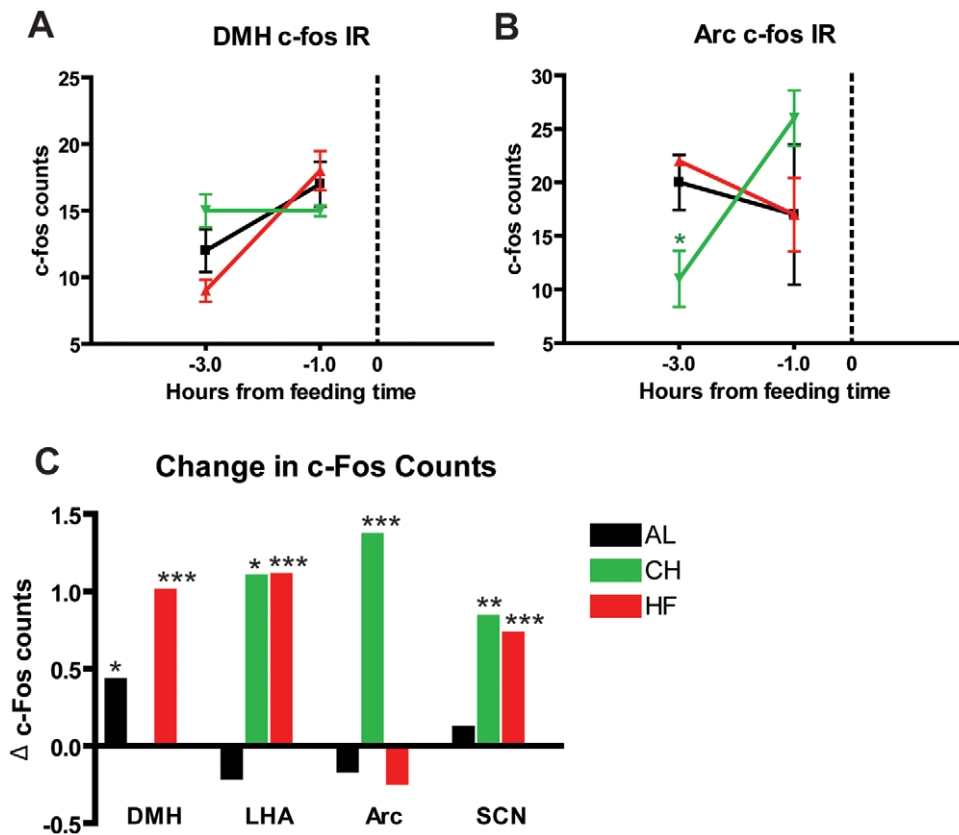 A
DMH c-fos IR
25
20
15
10
5
c-fos counts
-3.0 -1.0 0
Hours from feeding time
B
Arc c-fos IR
30
25
20
15
10
5
c-fos counts
*
-3.0 -1.0 0
Hours from feeding time
C
Change in c-Fos Counts
1.5
1.0
0.5
0.0
-0.5
Δ c-Fos counts
* *** * *** *** ** ***
DMH LHA Arc SCN
AL
CH
HF